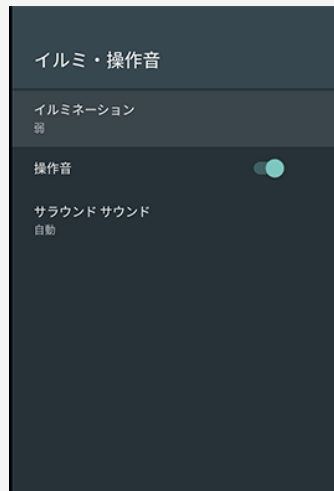 イルミ・操作音
イルミネーション
弱
操作音
サラウンド サウンド
自動